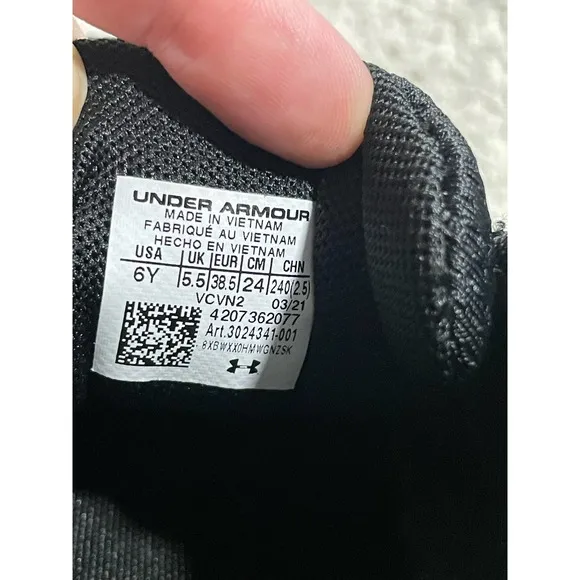 UNDER ARMOUR
MADE IN VIETNAM
FABRIQUÉ AU VIETNAM
HECHO EN VIETNAM
USA UK EUR CM CHN
6Y 5.5 38.5 24 240(2.5)
VCVN2 03/21
4207362077
Art.3024341-001
8XBWXX0HMWGNZSK